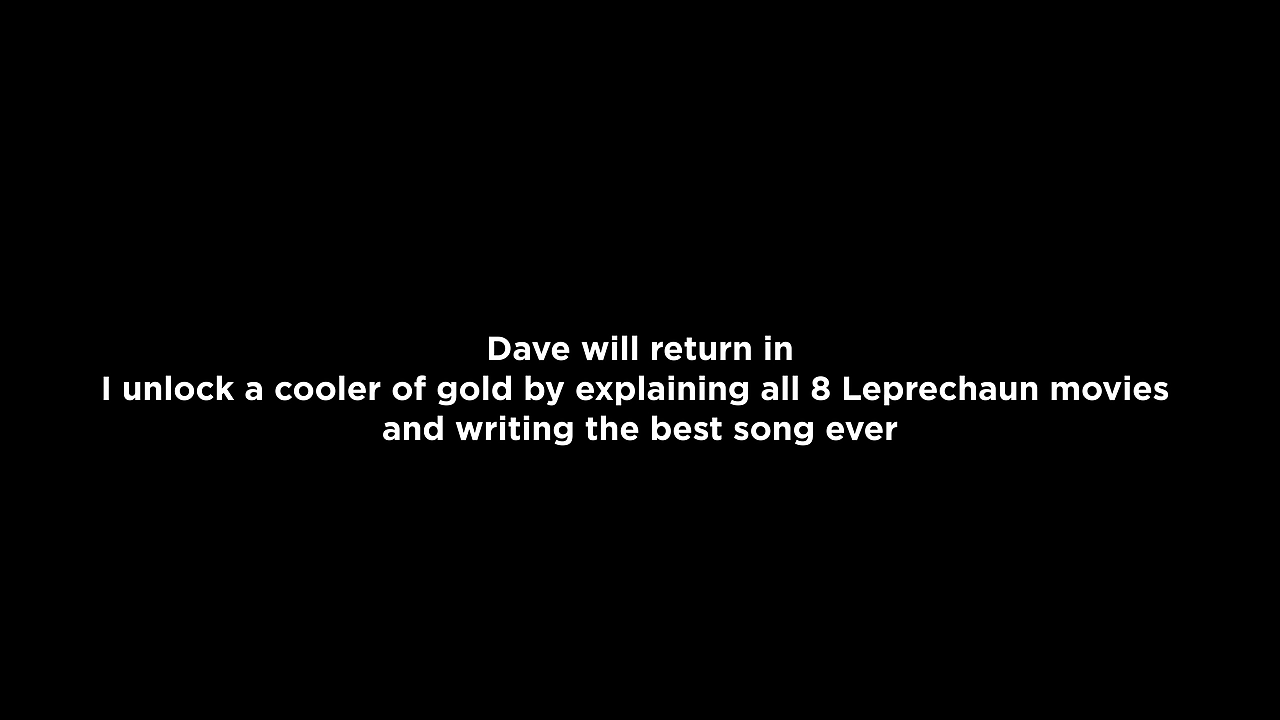 Dave will return in
I unlock a cooler of gold by explaining all 8 Leprechaun movies
and writing the best song ever